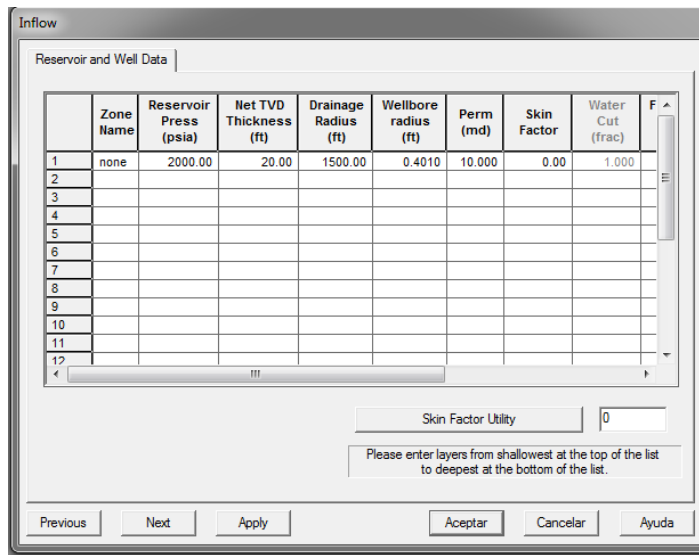 Inflow
Reservoir and Well Data
Zone Name Reservoir Press (psia) Net TVD Thickness (ft) Drainage Radius (ft) Wellbore radius (ft) Perm (md) Skin Factor Water Cut (frac) F
1 none 2000.00 20.00 1500.00 0.4010 10.000 0.00 1.000
2
3
4
5
6
7
8
9
10
11
12
Skin Factor Utility 0
Please enter layers from shallowest at the top of the list
to deepest at the bottom of the list.
Previous Next Apply Aceptar Cancelar Ayuda